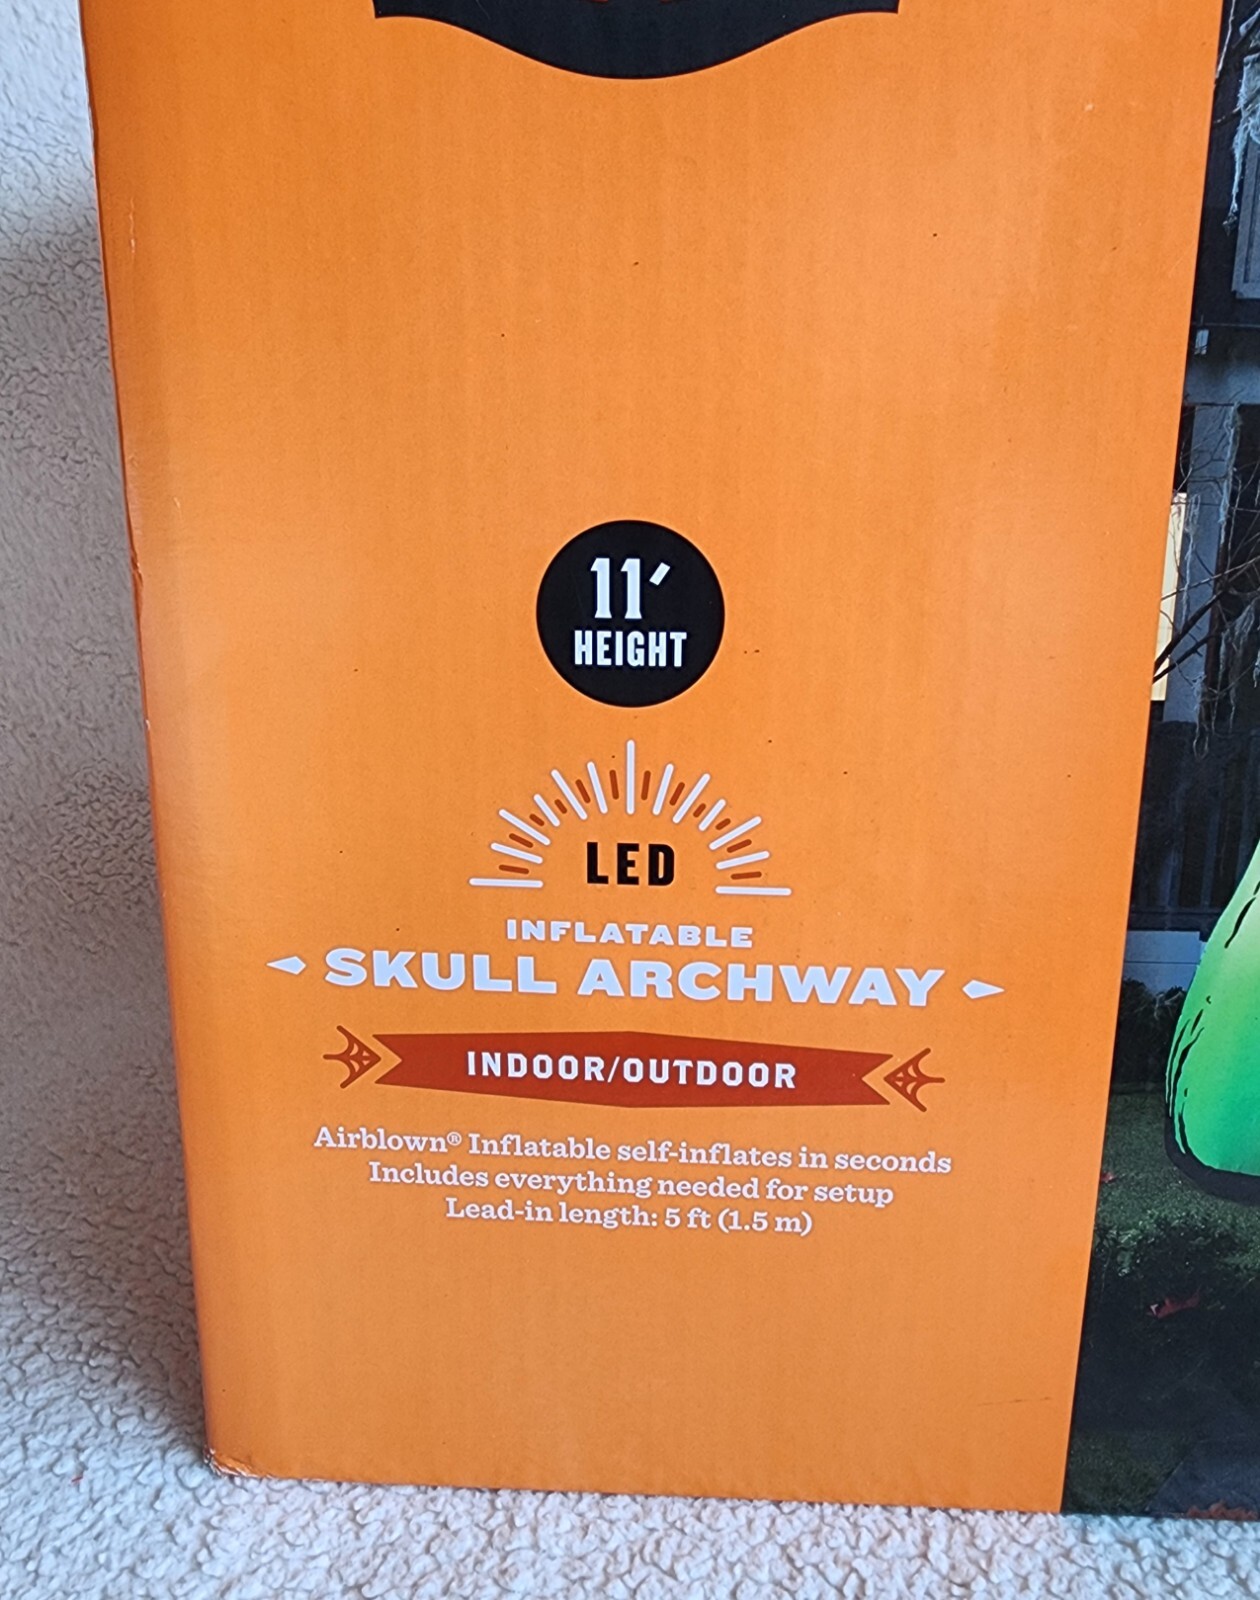 11′
HEIGHT
LED
INFLATABLE
SKULL ARCHWAY
INDOOR/OUTDOOR
Airblown® Inflatable self-inflates in seconds
Includes everything needed for setup
Lead-in length: 5 ft (1.5 m)